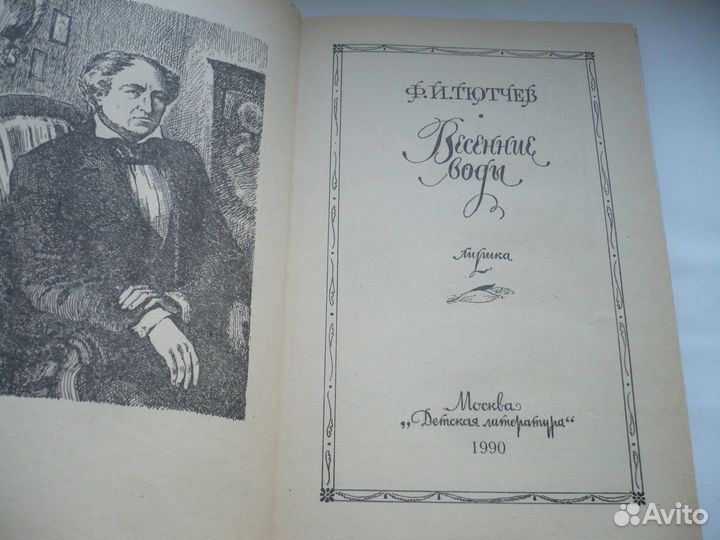 Ф.И.ТЮТЧЕВ
Весенние
воды
лирика
Москва
„Детская литература“
1990
Avito